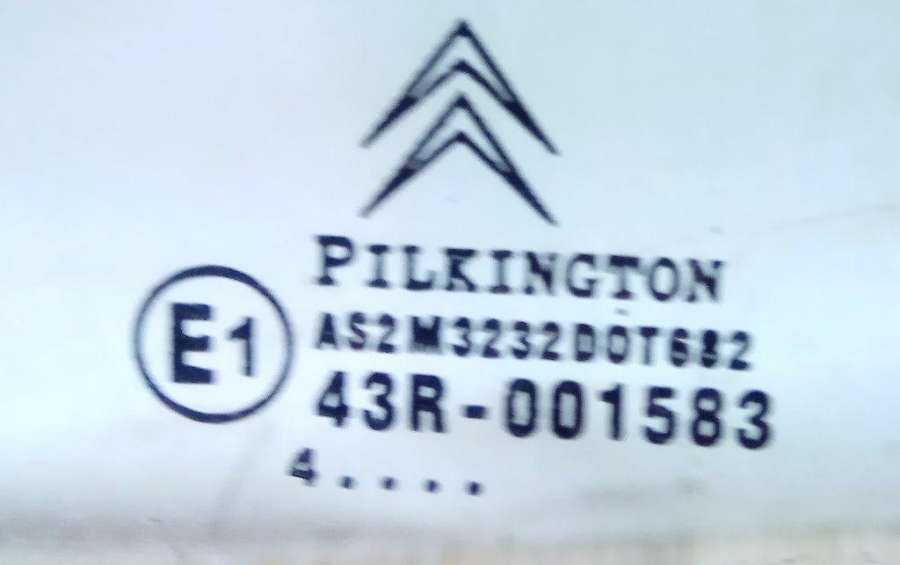 PILKINGTON
E1
AS2M3232DOT682
43R-001583
4....